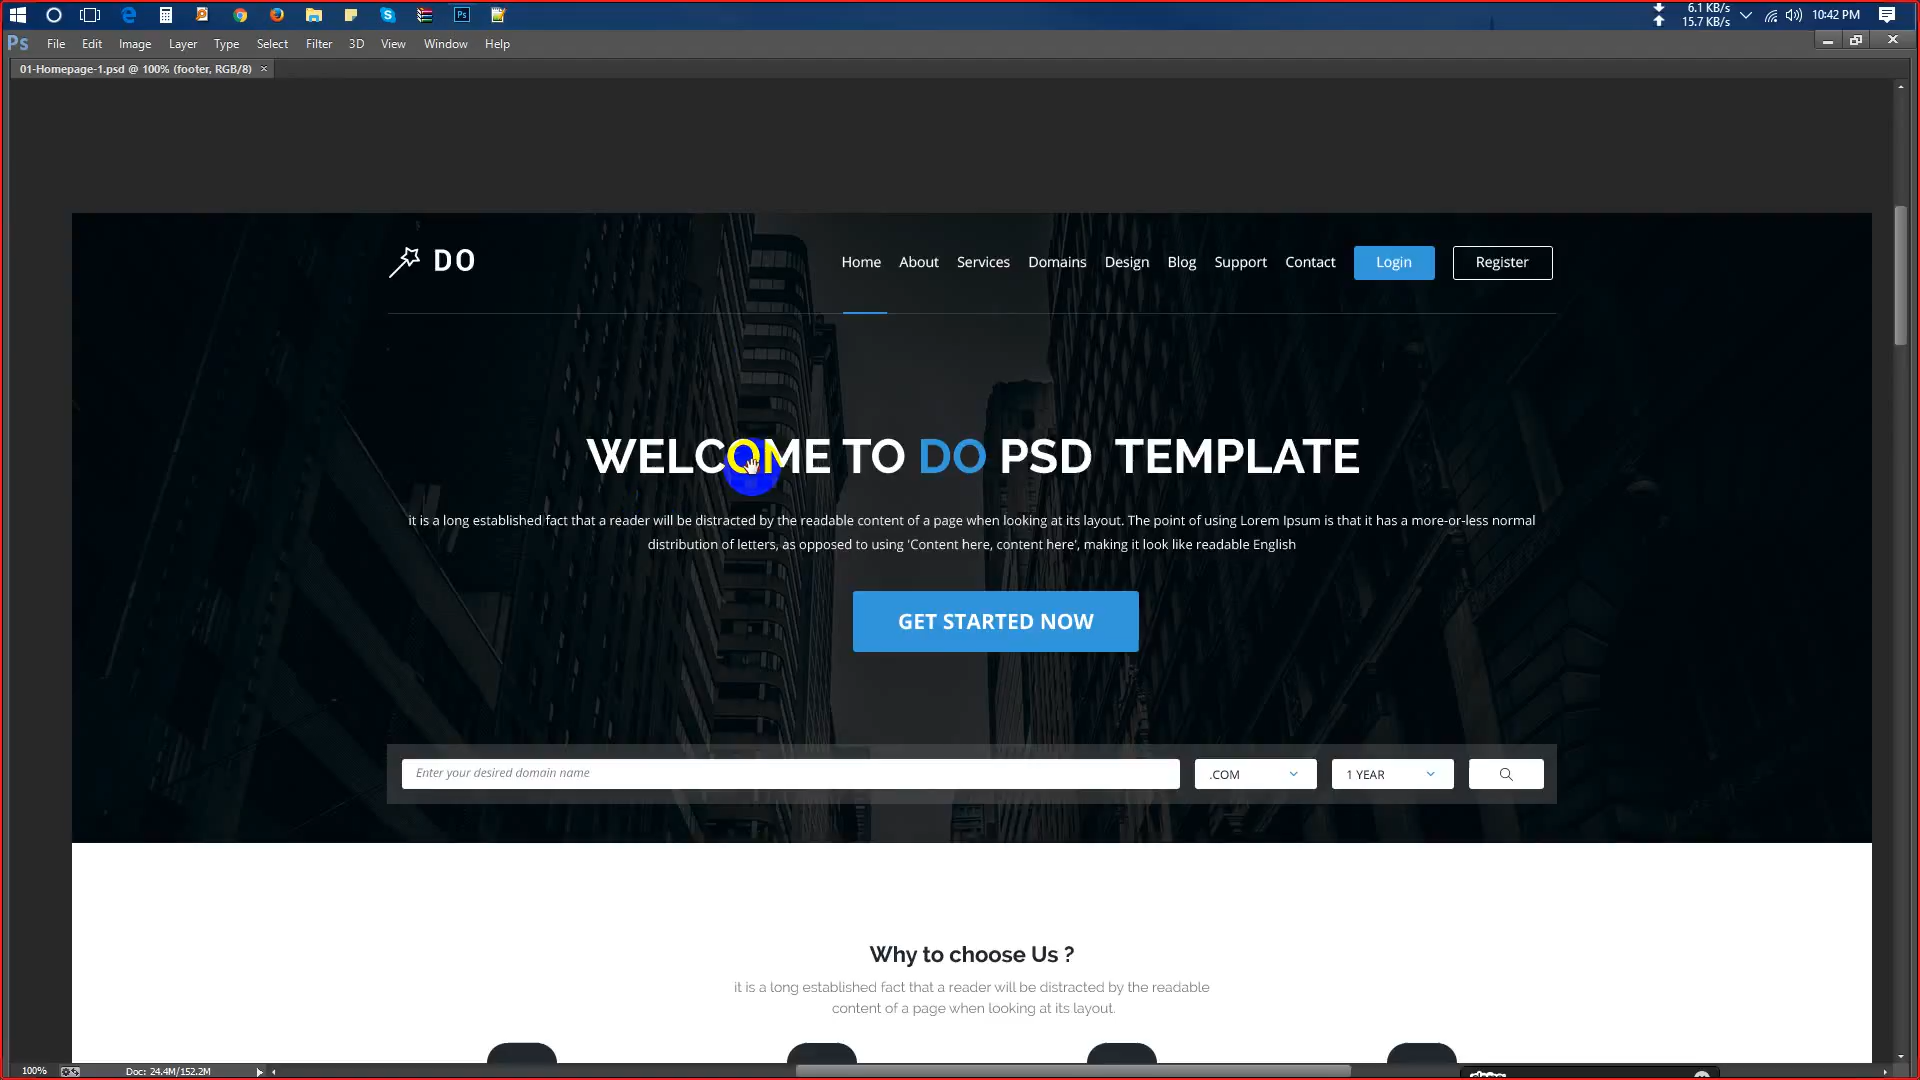 6.1 KB/s
15.7 KB/s
10:42 PM
Ps
Ps File Edit Image Layer Type Select Filter 3D View Window Help
01-Homepage-1.psd @ 100% (footer, RGB/8) ×
DO
Home About Services Domains Design Blog Support Contact Login Register
WELCOME TO DO PSD TEMPLATE
it is a long established fact that a reader will be distracted by the readable content of a page when looking at its layout. The point of using Lorem Ipsum is that it has a more-or-less normal
distribution of letters, as opposed to using 'Content here, content here', making it look like readable English
GET STARTED NOW
Enter your desired domain name .COM 1 YEAR
Why to choose Us ?
it is a long established fact that a reader will be distracted by the readable
content of a page when looking at its layout.
100% Doc: 24.4M/152.2M